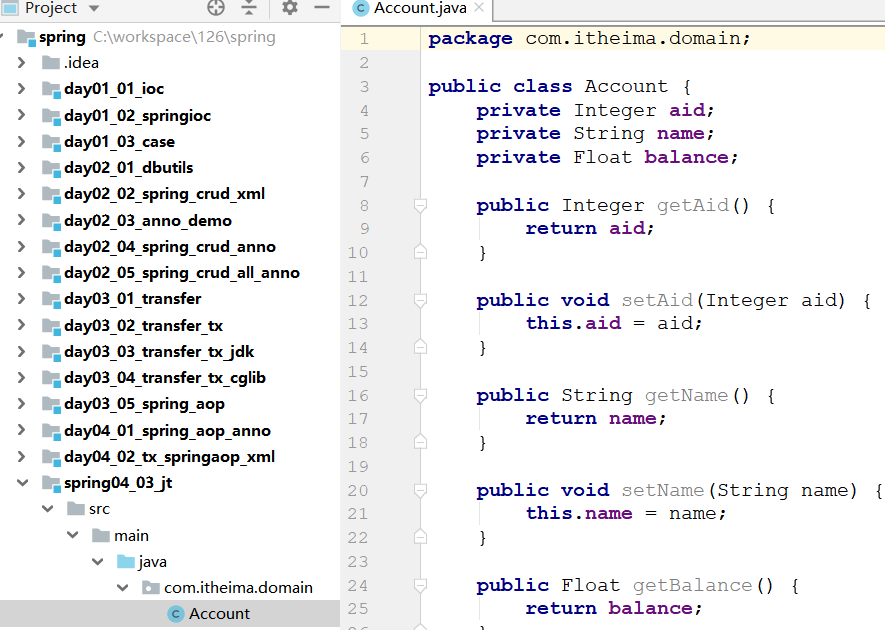 Project
spring C:\workspace\126\spring
.idea
day01_01_ioc
day01_02_springioc
day01_03_case
day02_01_dbutils
day02_02_spring_crud_xml
day02_03_anno_demo
day02_04_spring_crud_anno
day02_05_spring_crud_all_anno
day03_01_transfer
day03_02_transfer_tx
day03_03_transfer_tx_jdk
day03_04_transfer_tx_cglib
day03_05_spring_aop
day04_01_spring_aop_anno
day04_02_tx_springaop_xml
spring04_03_jt
src
main
java
com.itheima.domain
C Account
C Account.java
1 package com.itheima.domain;
2
3 public class Account {
4 private Integer aid;
5 private String name;
6 private Float balance;
7
8 public Integer getAid() {
9 return aid;
10 }
11
12 public void setAid(Integer aid) {
13 this.aid = aid;
14 }
15
16 public String getName() {
17 return name;
18 }
19
20 public void setName(String name) {
21 this.name = name;
22 }
23
24 public Float getBalance() {
25 return balance;